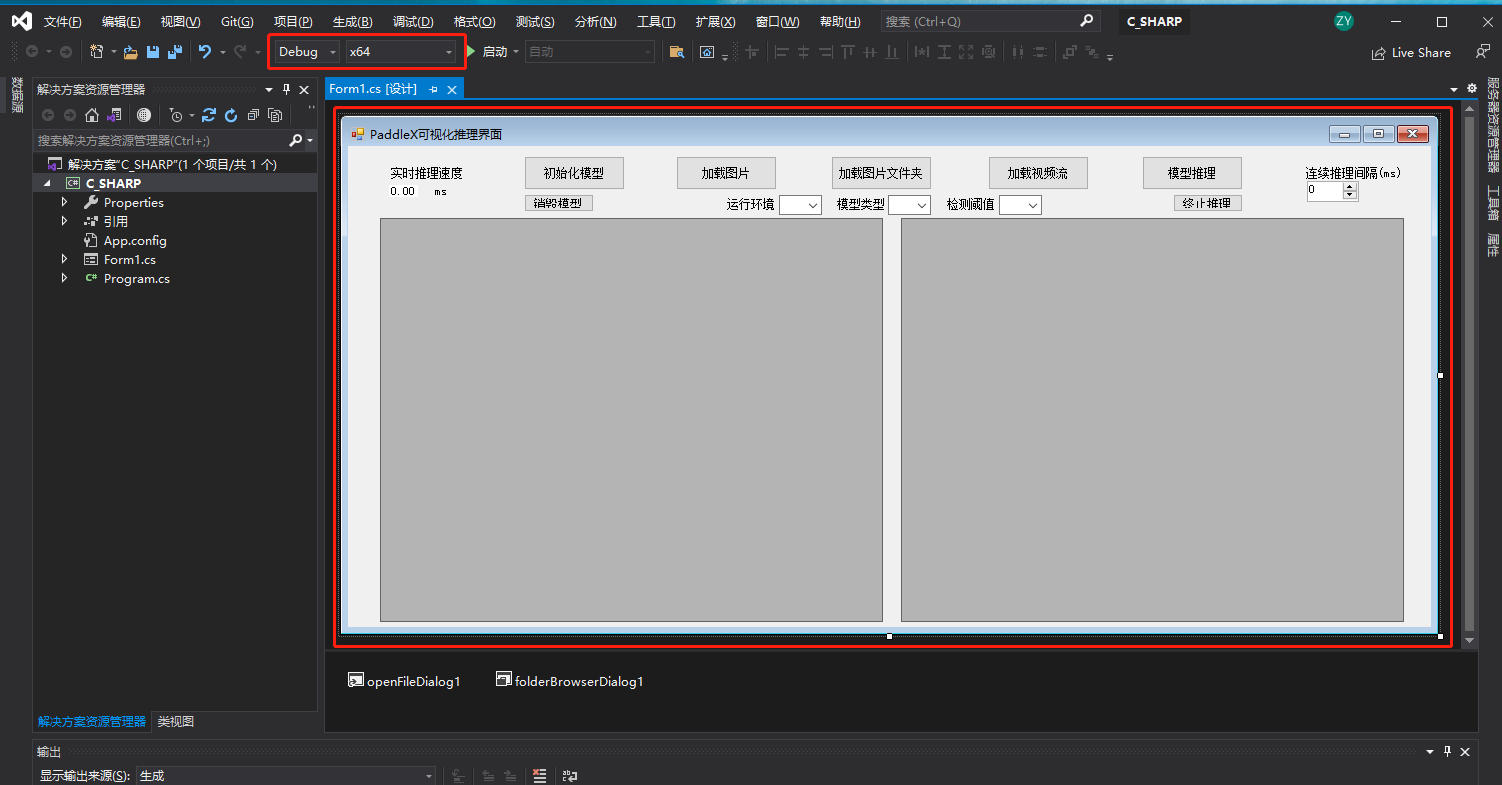 文件(F) 编辑(E) 视图(V) Git(G) 项目(P) 生成(B) 调试(D) 格式(O) 测试(S) 分析(N) 工具(T) 扩展(X) 窗口(W) 帮助(H) 搜索 (Ctrl+Q) C_SHARP ZY
Debug x64 启动 自动 Live Share
数据源
解决方案资源管理器
搜索解决方案资源管理器(Ctrl+;)
解决方案"C_SHARP"(1 个项目/共 1 个)
C# C_SHARP
Properties
引用
App.config
Form1.cs
C# Program.cs
解决方案资源管理器 类视图
Form1.cs [设计]
PaddleX可视化推理界面
实时推理速度 初始化模型 加载图片 加载图片文件夹 加载视频流 模型推理 连续推理间隔(ms)
0.00 ms 0
销毁模型 运行环境 模型类型 检测阈值 终止推理
openFileDialog1 folderBrowserDialog1
服务器资源管理器
工具箱
属性
输出
显示输出来源(S): 生成